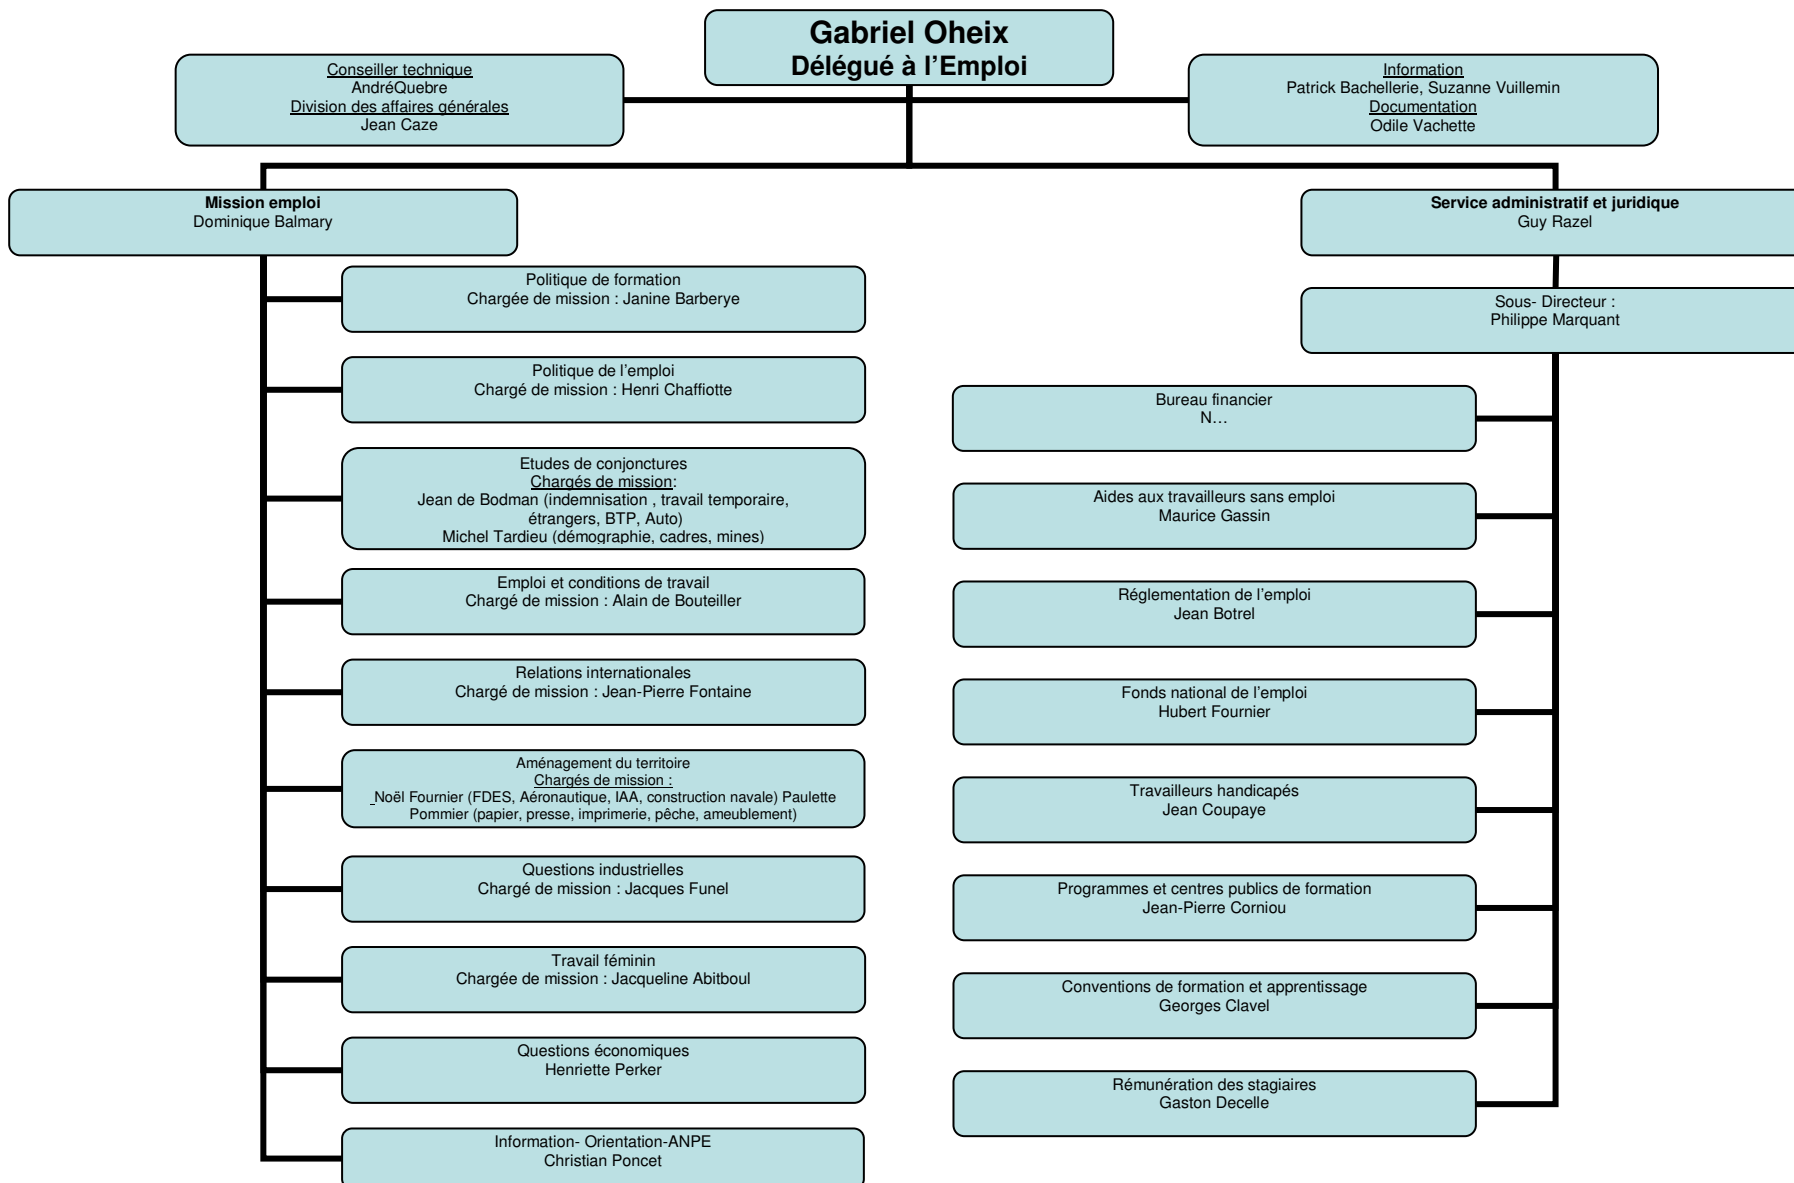 Gabriel Oheix
Délégué à l'Emploi
Conseiller technique
AndréQuebre
Division des affaires générales
Jean Caze
Information
Patrick Bachellerie, Suzanne Vuillemin
Documentation
Odile Vachette
Mission emploi
Dominique Balmary
Service administratif et juridique
Guy Razel
Politique de formation
Chargée de mission : Janine Barberye
Politique de l'emploi
Chargé de mission : Henri Chaffiotte
Etudes de conjonctures
Chargés de mission:
Jean de Bodman (indemnisation , travail temporaire,
étrangers, BTP, Auto)
Michel Tardieu (démographie, cadres, mines)
Emploi et conditions de travail
Chargé de mission : Alain de Bouteiller
Relations internationales
Chargé de mission : Jean-Pierre Fontaine
Aménagement du territoire
Chargés de mission :
Noël Fournier (FDES, Aéronautique, IAA, construction navale) Paulette
Pommier (papier, presse, imprimerie, pêche, ameublement)
Questions industrielles
Chargé de mission : Jacques Funel
Travail féminin
Chargée de mission : Jacqueline Abitboul
Questions économiques
Henriette Perker
Information- Orientation-ANPE
Christian Poncet
Sous- Directeur :
Philippe Marquant
Bureau financier
N…
Aides aux travailleurs sans emploi
Maurice Gassin
Réglementation de l'emploi
Jean Botrel
Fonds national de l'emploi
Hubert Fournier
Travailleurs handicapés
Jean Coupaye
Programmes et centres publics de formation
Jean-Pierre Corniou
Conventions de formation et apprentissage
Georges Clavel
Rémunération des stagiaires
Gaston Decelle